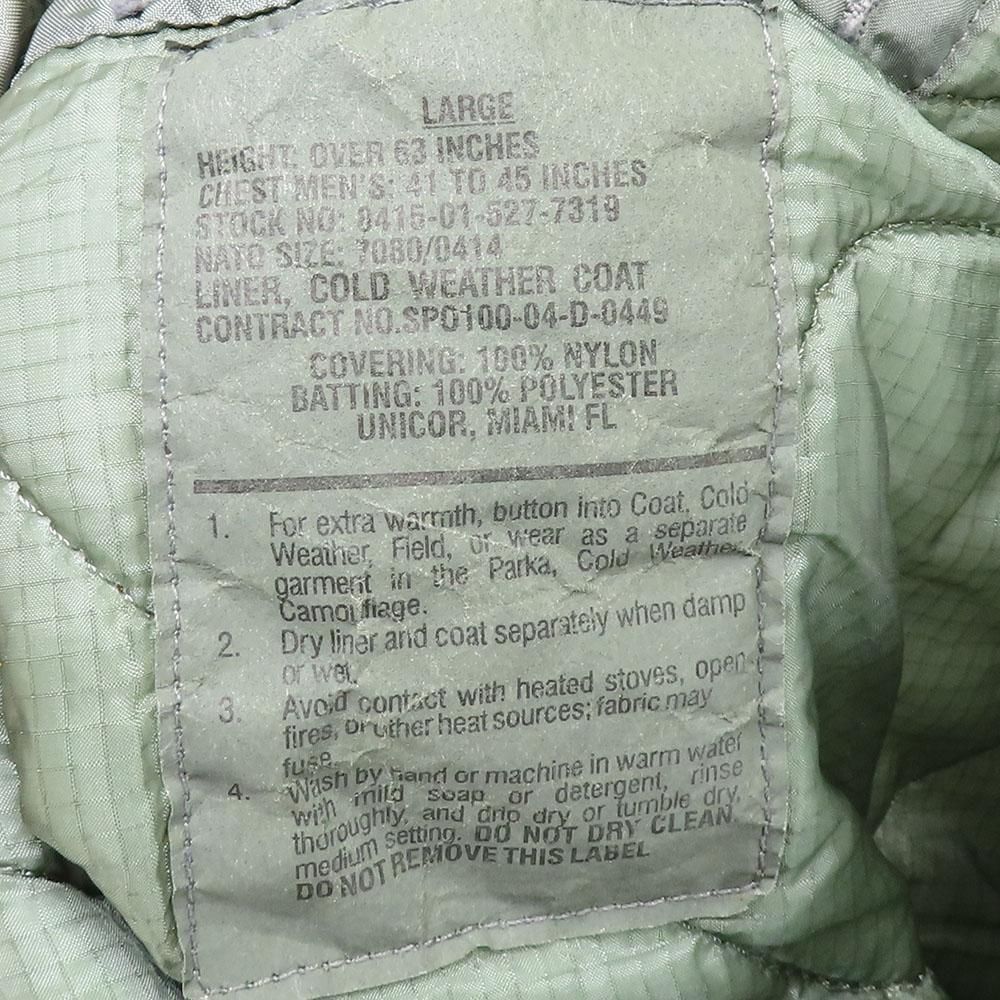 LARGE
HEIGHT: OVER 63 INCHES
CHEST MEN'S: 41 TO 45 INCHES
STOCK NO: 8415-01-527-7319
NATO SIZE: 7080/0414
LINER, COLD WEATHER COAT
CONTRACT NO.SPO100-04-D-0449
COVERING: 100% NYLON
BATTING: 100% POLYESTER
UNICOR, MIAMI FL
1. For extra warmth, button into Coat, Cold
Weather, Field, or wear as a separate
garment in the Parka, Cold Weather
Camouflage.
2. Dry liner and coat separately when damp
or wet.
3. Avoid contact with heated stoves, open
fires, or other heat sources; fabric may
fuse.
4. Wash by hand or machine in warm water
with mild soap or detergent, rinse
thoroughly, and drip dry or tumble dry,
medium setting. DO NOT DRY CLEAN.
DO NOT REMOVE THIS LABEL